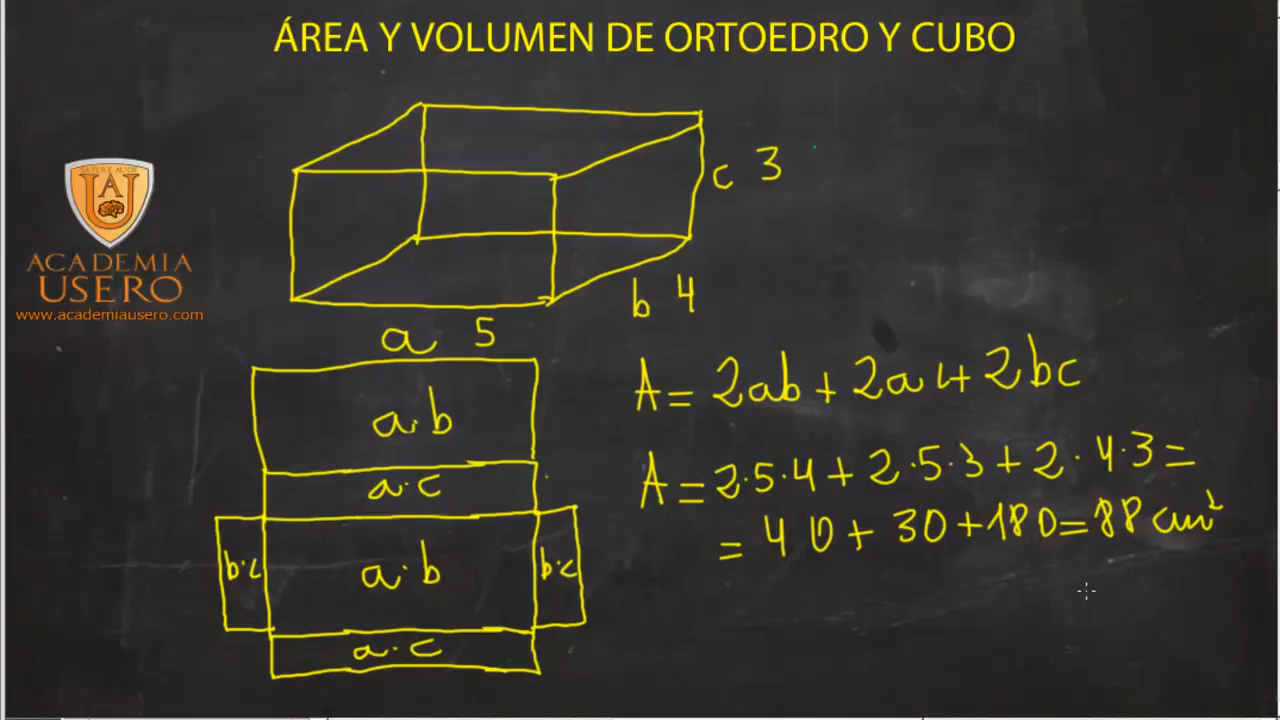 ÁREA Y VOLUMEN DE ORTOEDRO Y CUBO
c 3
ACADEMIA
USERO
www.academiausero.com
b 4
a 5
a·b
a·c
b·c
a·b
b·c
a·c
A = 2ab + 2ac + 2bc
A = 2·5·4 + 2·5·3 + 2·4·3 =
= 40 + 30 + 180 = 88 cm²